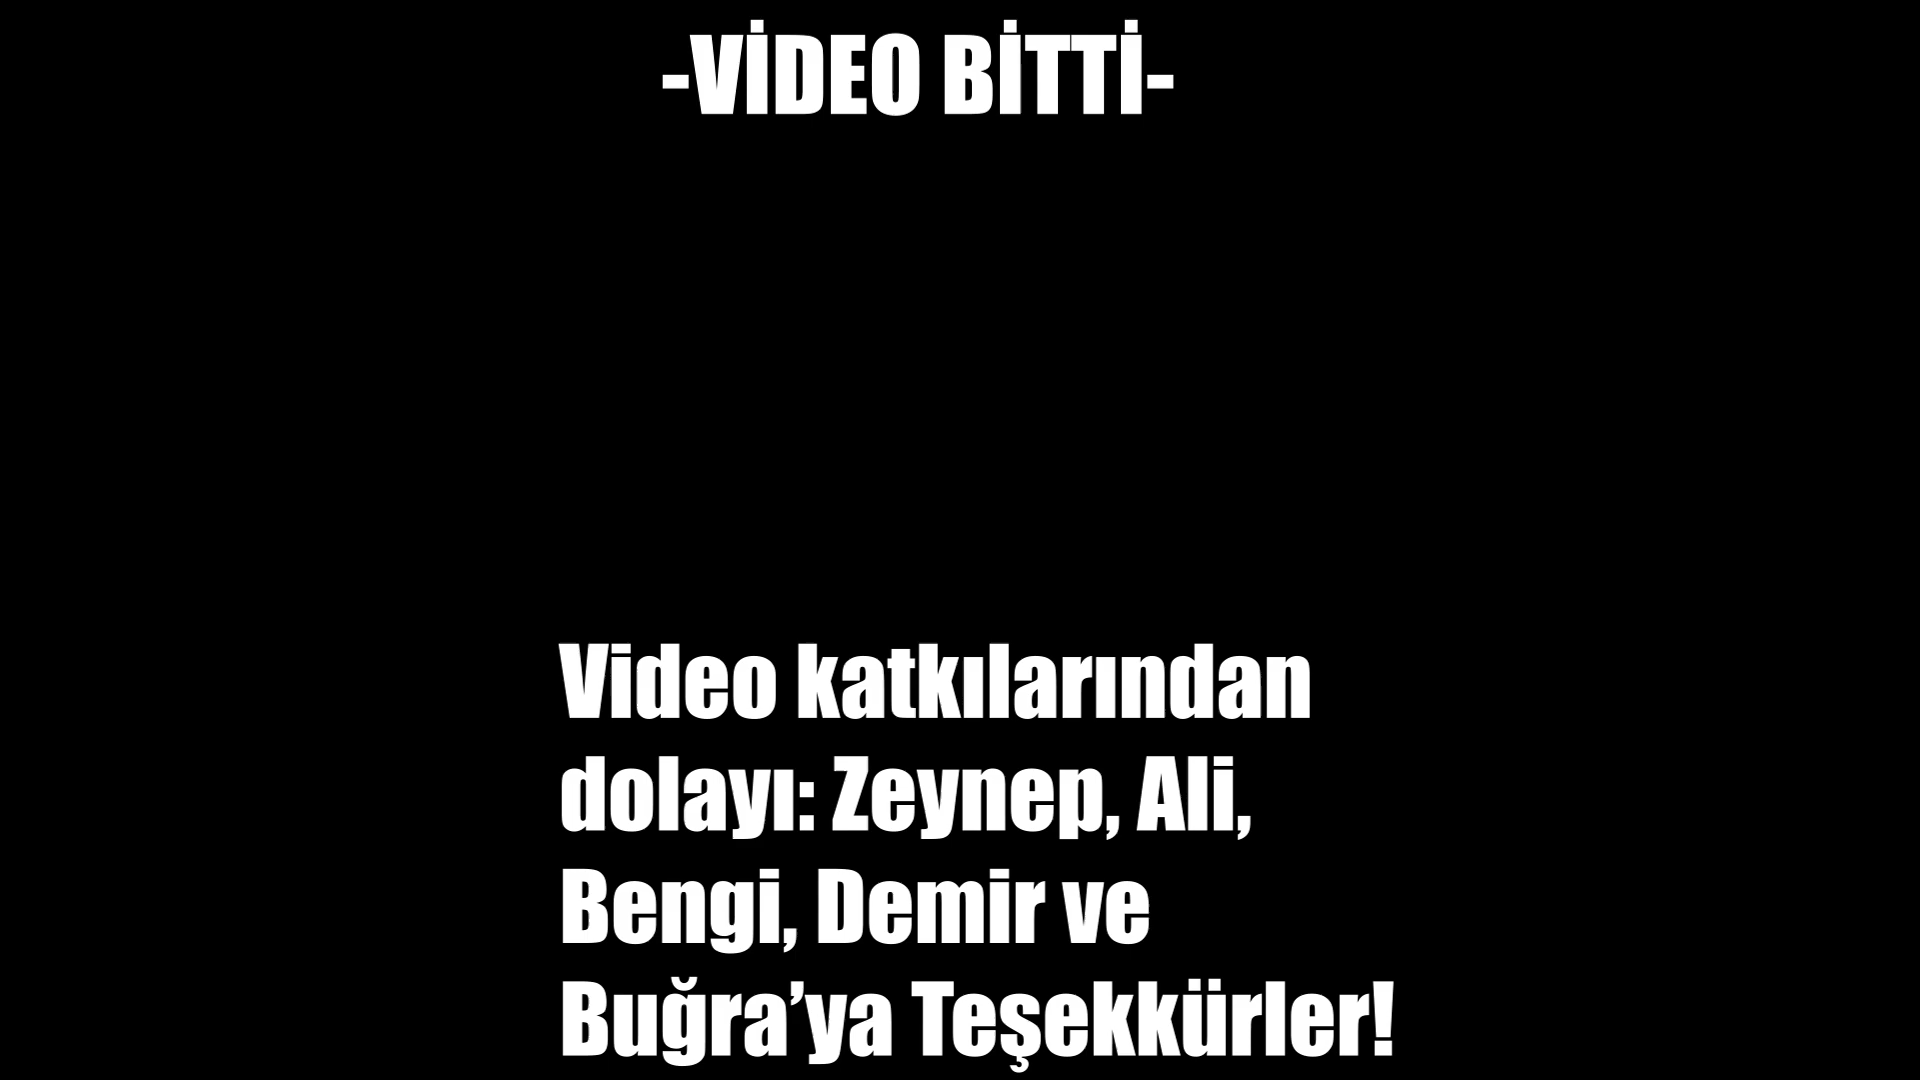 -VİDEO BİTTİ-
Video katkılarından
dolayı: Zeynep, Ali,
Bengi, Demir ve
Buğra’ya Teşekkürler!